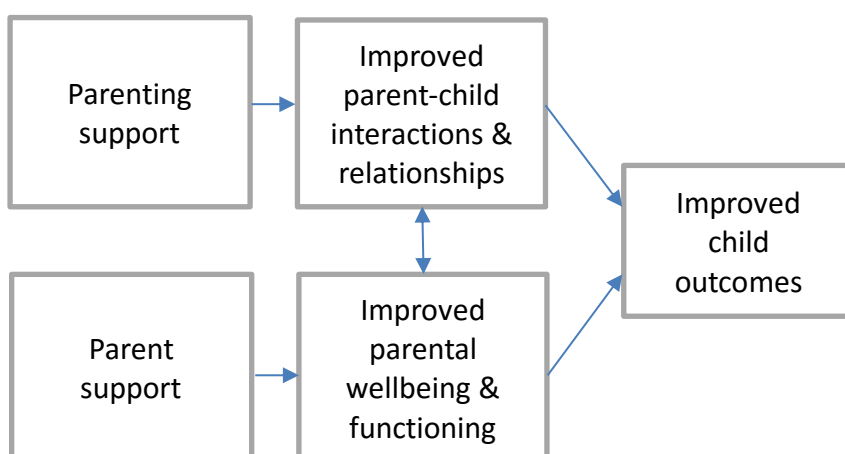 Parenting
support
Improved
parent-child
interactions &
relationships
Improved
child
outcomes
Parent
support
Improved
parental
wellbeing &
functioning